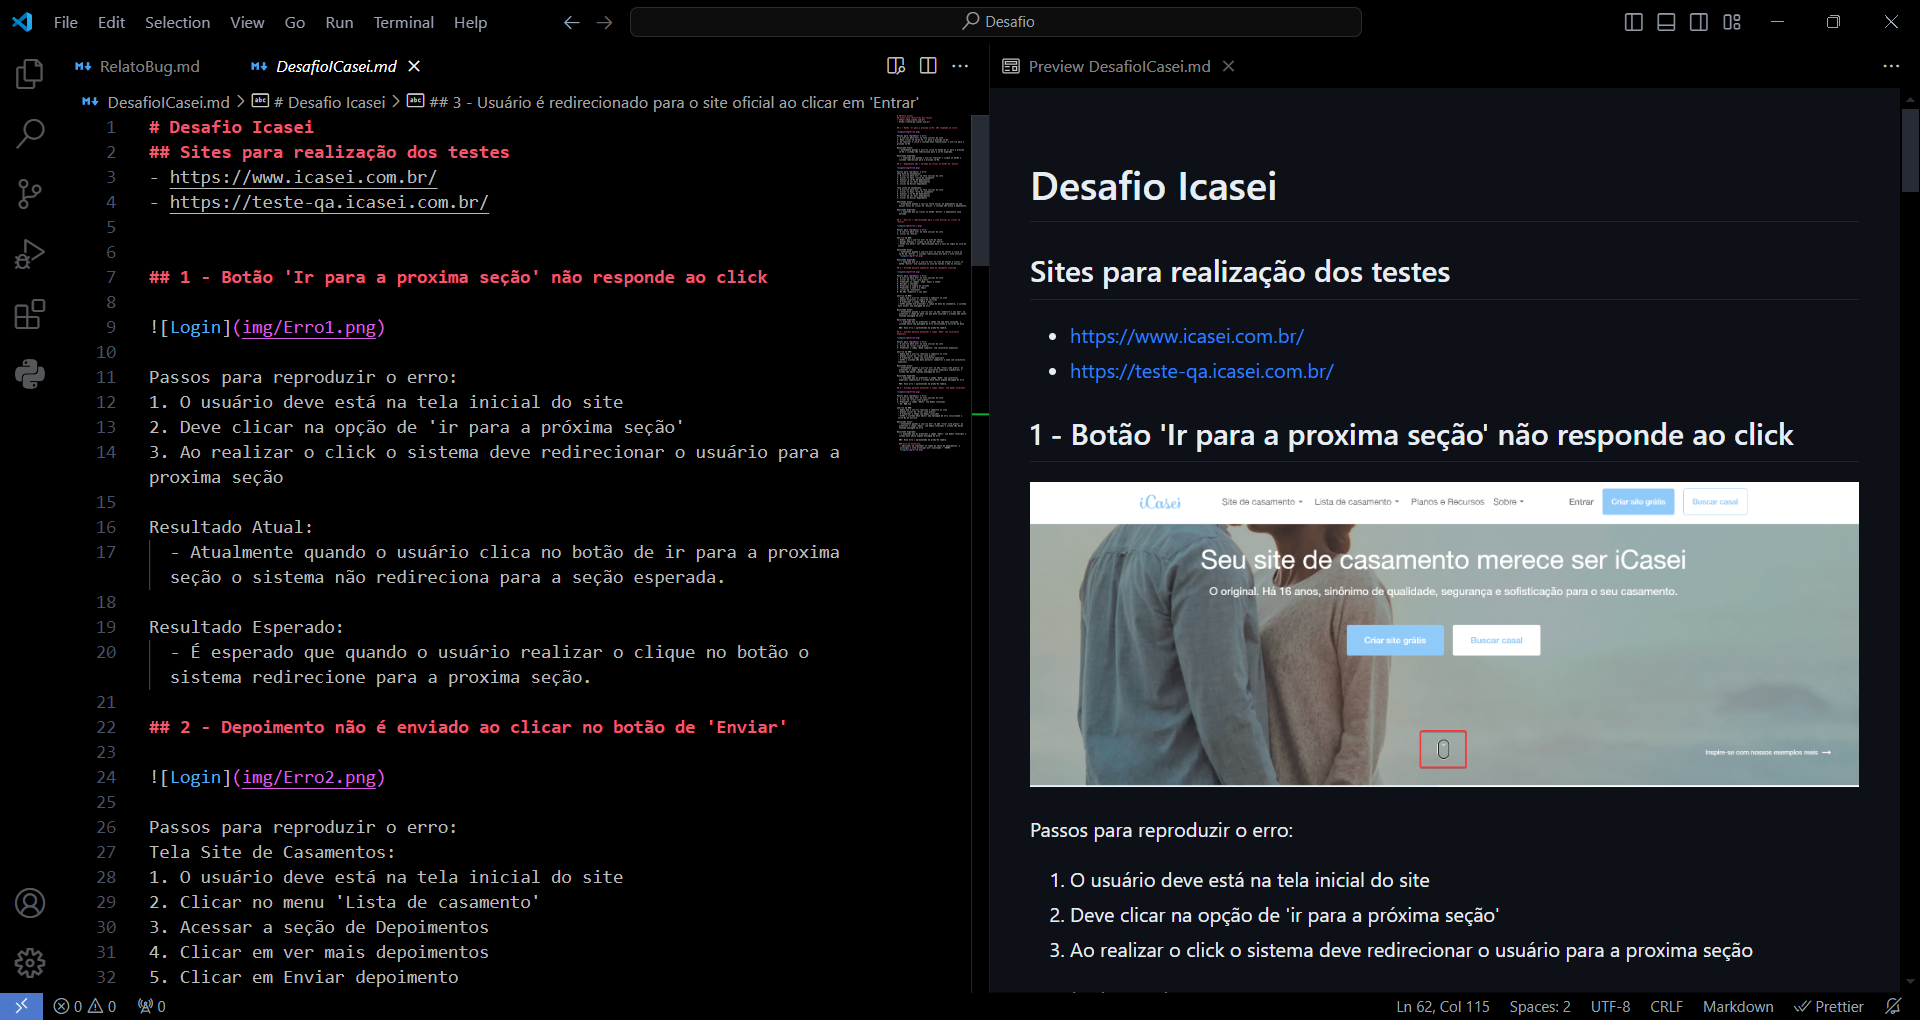 File Edit Selection View Go Run Terminal Help
Desafio
RelatoBug.md
DesafioICasei.md
DesafioICasei.md > # Desafio Icasei > ## 3 - Usuário é redirecionado para o site oficial ao clicar em 'Entrar'
1 # Desafio Icasei
2 ## Sites para realização dos testes
3 - https://www.icasei.com.br/
4 - https://teste-qa.icasei.com.br/
5
6
7 ## 1 - Botão 'Ir para a proxima seção' não responde ao click
8
9 ![Login](img/Erro1.png)
10
11 Passos para reproduzir o erro:
12 1. O usuário deve está na tela inicial do site
13 2. Deve clicar na opção de 'ir para a próxima seção'
14 3. Ao realizar o click o sistema deve redirecionar o usuário para a
proxima seção
15
16 Resultado Atual:
17 - Atualmente quando o usuário clica no botão de ir para a proxima
seção o sistema não redireciona para a seção esperada.
18
19 Resultado Esperado:
20 - É esperado que quando o usuário realizar o clique no botão o
sistema redirecione para a proxima seção.
21
22 ## 2 - Depoimento não é enviado ao clicar no botão de 'Enviar'
23
24 ![Login](img/Erro2.png)
25
26 Passos para reproduzir o erro:
27 Tela Site de Casamentos:
28 1. O usuário deve está na tela inicial do site
29 2. Clicar no menu 'Lista de casamento'
30 3. Acessar a seção de Depoimentos
31 4. Clicar em ver mais depoimentos
32 5. Clicar em Enviar depoimento
Preview DesafioICasei.md
Desafio Icasei
Sites para realização dos testes
• https://www.icasei.com.br/
• https://teste-qa.icasei.com.br/
1 - Botão 'Ir para a proxima seção' não responde ao click
iCasei Site de casamento Lista de casamento Planos e Recursos Sobre Entrar Criar site grátis Buscar casal
Seu site de casamento merece ser iCasei
O original. Há 16 anos, sinônimo de qualidade, segurança e sofisticação para o seu casamento.
Criar site grátis Buscar casal
Inspire-se com nossos exemplos reais →
Passos para reproduzir o erro:
1. O usuário deve está na tela inicial do site
2. Deve clicar na opção de 'ir para a próxima seção'
3. Ao realizar o click o sistema deve redirecionar o usuário para a proxima seção
0 0 0
Ln 62, Col 115 Spaces: 2 UTF-8 CRLF Markdown Prettier